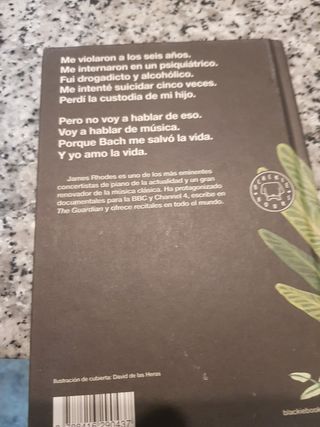 Me violaron a los seis años.
Me internaron en un psiquiátrico.
Fui drogadicto y alcohólico.
Me intenté suicidar cinco veces.
Perdí la custodia de mi hijo.
Pero no voy a hablar de eso.
Voy a hablar de música.
Porque Bach me salvó la vida.
Y yo amo la vida.
James Rhodes es uno de los más eminentes
concertistas de piano de la actualidad y un gran
renovador de la música clásica. Ha protagonizado
documentales para la BBC y Channel 4, escribe en
The Guardian y ofrece recitales en todo el mundo.
Ilustración de cubierta: David de las Heras
blackiebook